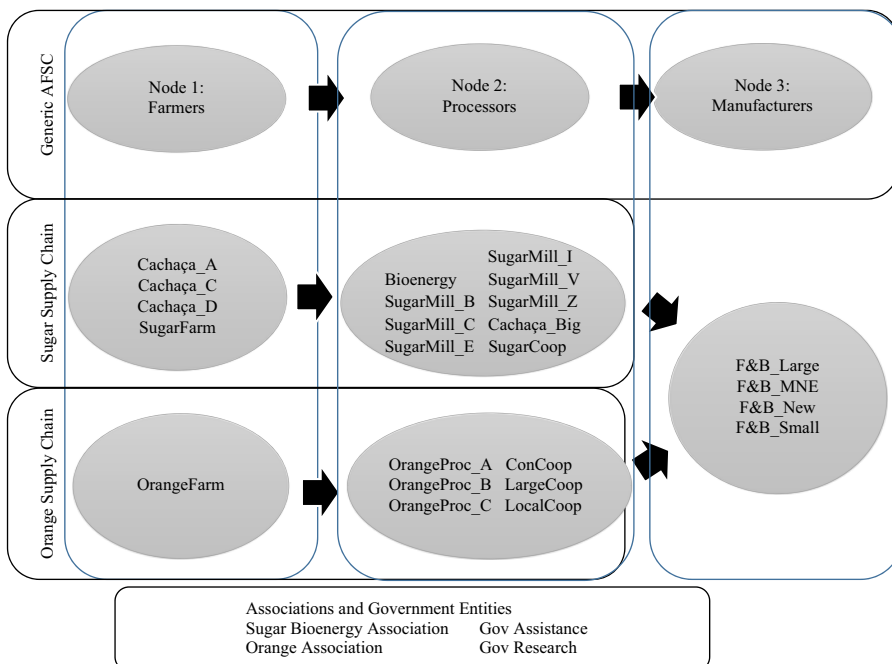 Generic AFSC
Node 1:
Farmers
Node 2:
Processors
Node 3:
Manufacturers
Sugar Supply Chain
Cachaça_A
Cachaça_C
Cachaça_D
SugarFarm
Bioenergy
SugarMill_B
SugarMill_C
SugarMill_E
SugarMill_I
SugarMill_V
SugarMill_Z
Cachaça_Big
SugarCoop
F&B_Large
F&B_MNE
F&B_New
F&B_Small
Orange Supply Chain
OrangeFarm
OrangeProc_A ConCoop
OrangeProc_B LargeCoop
OrangeProc_C LocalCoop
Associations and Government Entities
Sugar Bioenergy Association Gov Assistance
Orange Association Gov Research